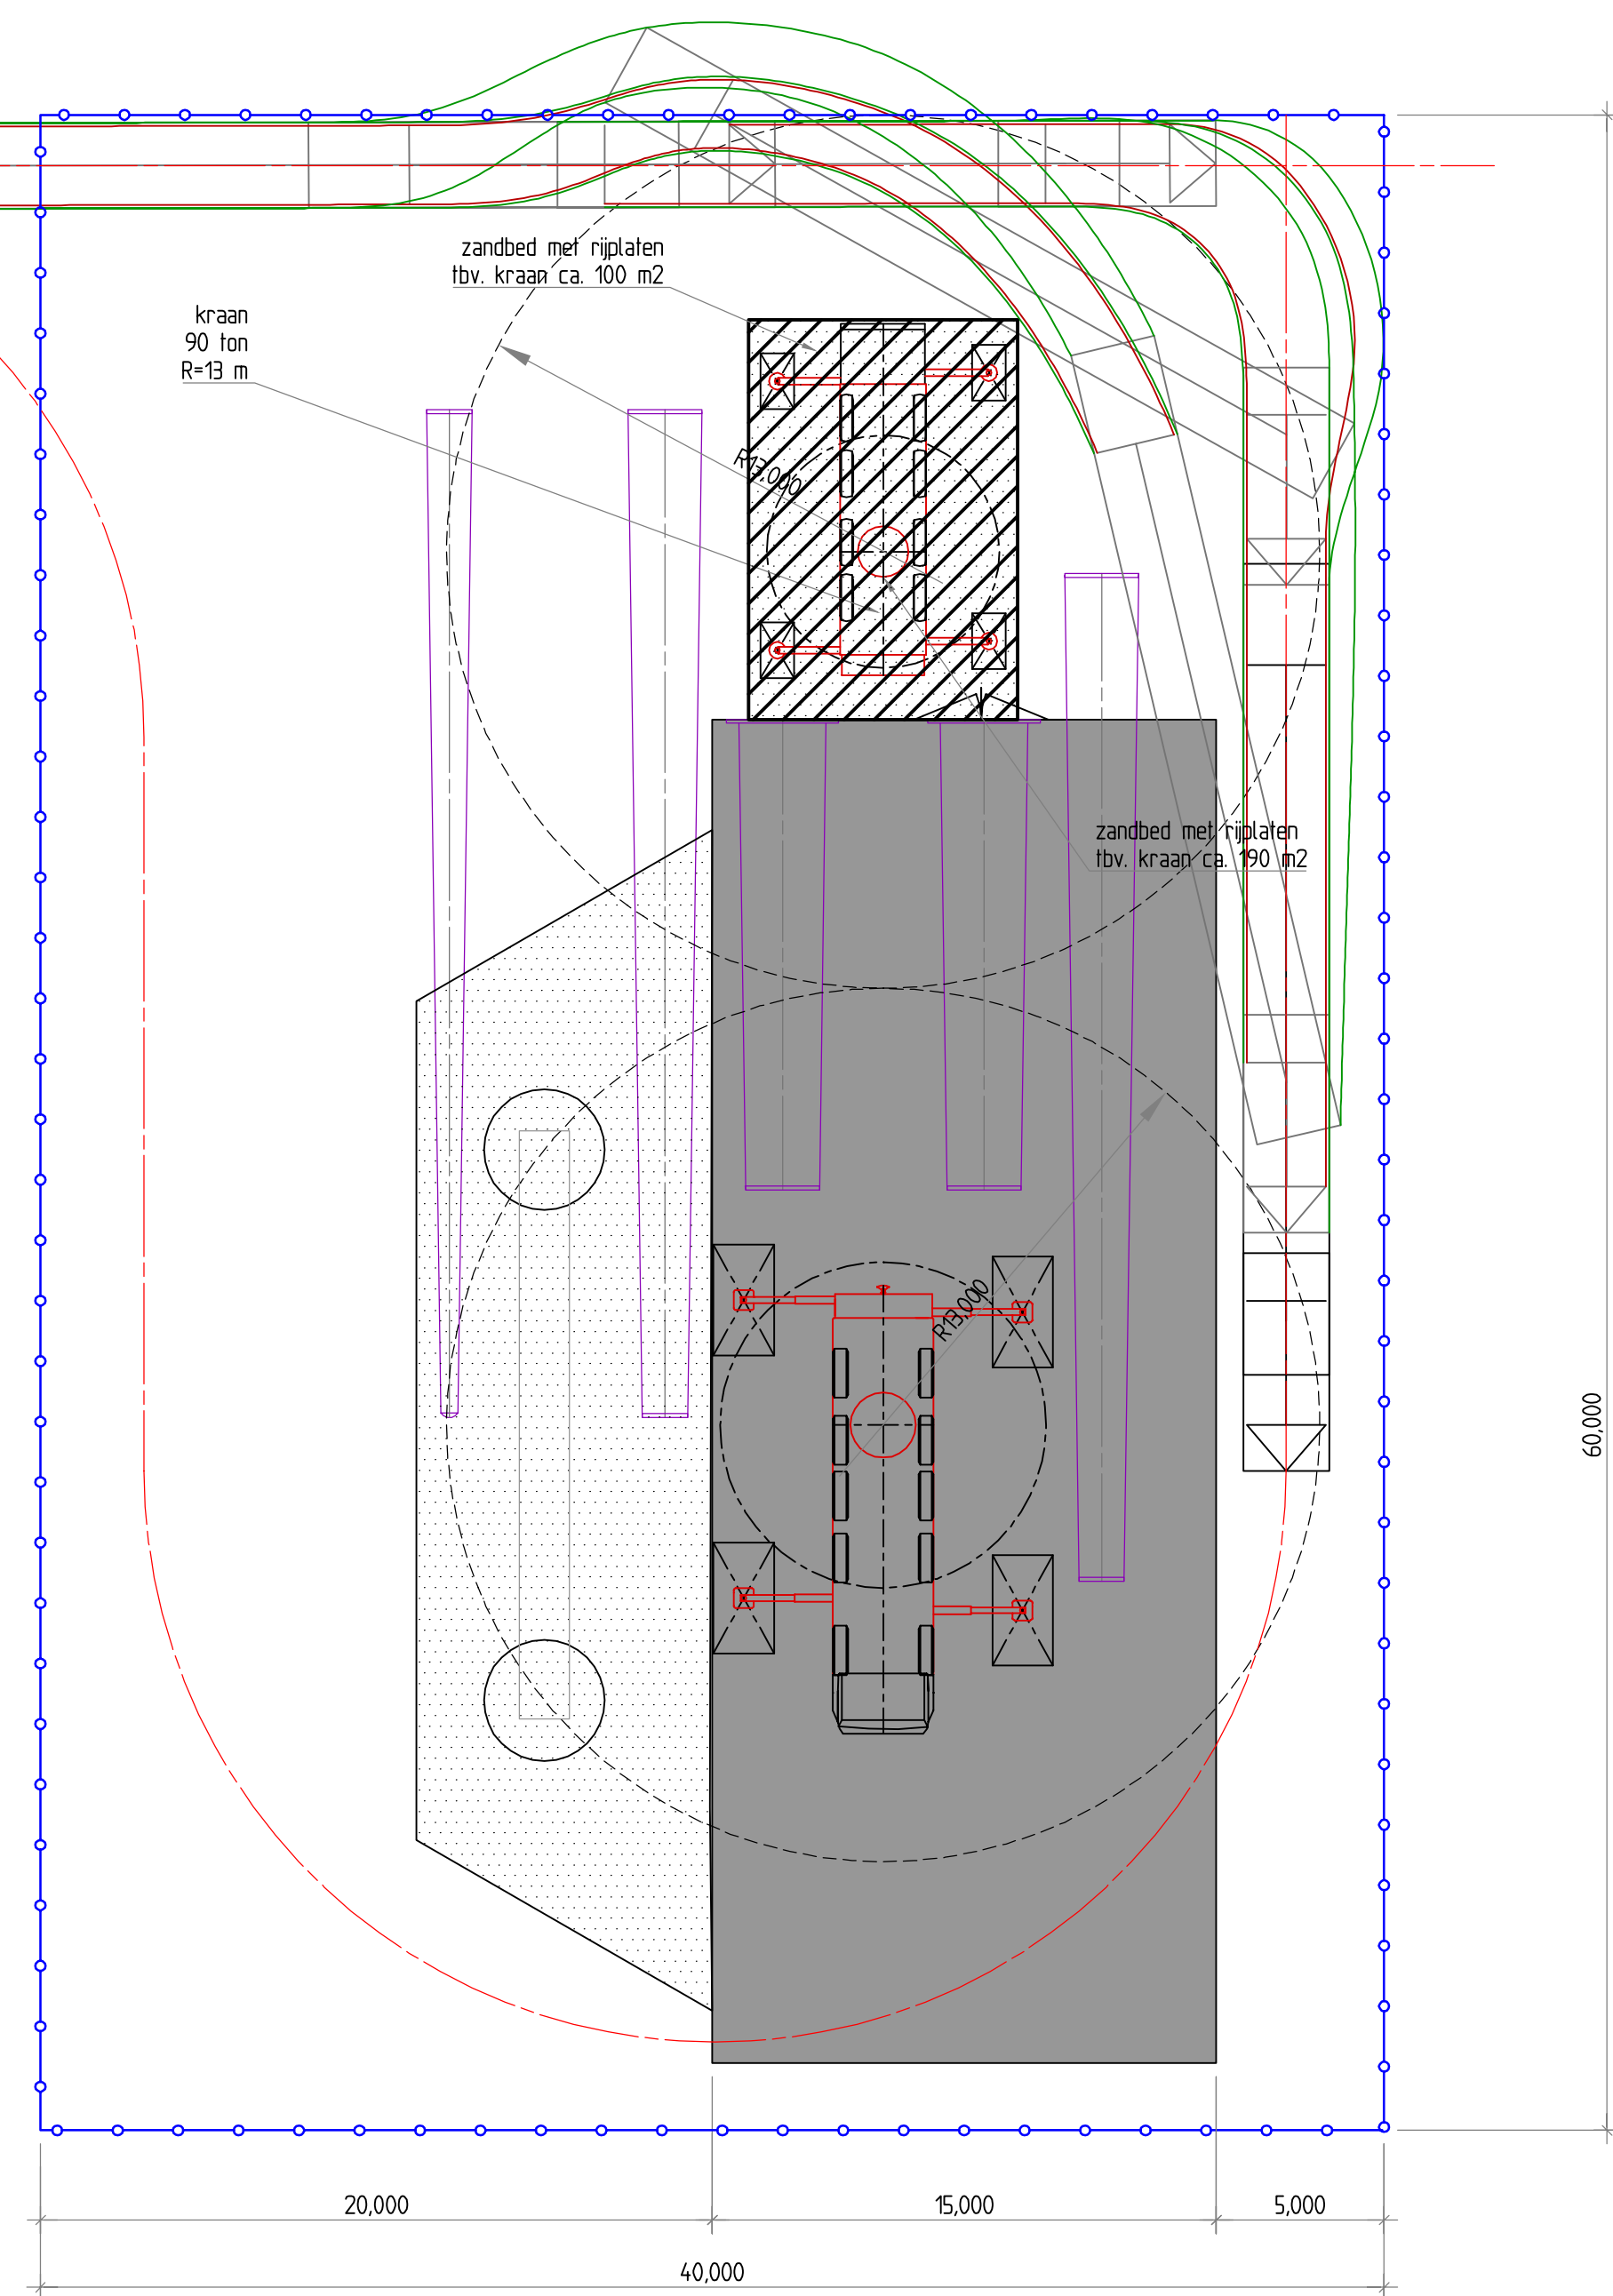 zandbed met rijplaten
tbv. kraan ca. 100 m2
kraan
90 ton
R=13 m
R13,000
zandbed met rijplaten
tbv. kraan ca. 190 m2
R13,000
60,000
20,000
15,000
5,000
40,000